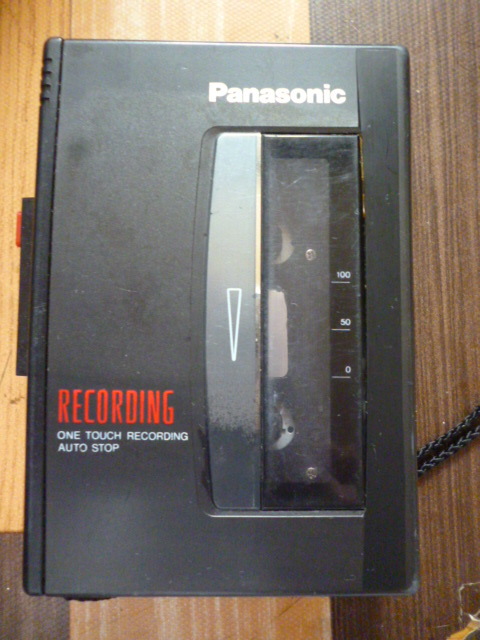 Panasonic
100
50
0
RECORDING
ONE TOUCH RECORDING
AUTO STOP